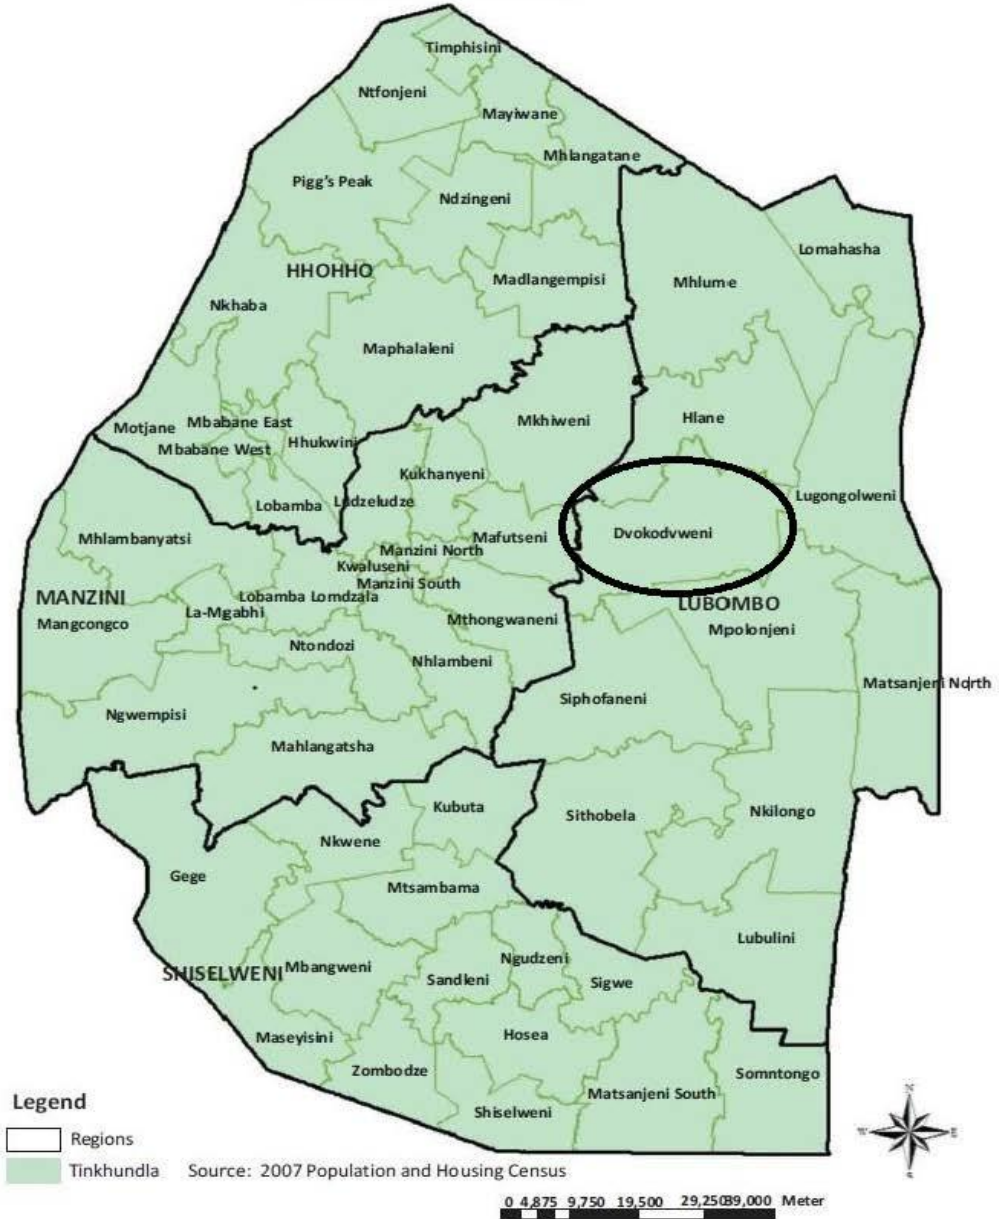 Timphisini
Ntfonjeni
Mayiwane
Mhlangatane
Pigg's Peak
Ndzingeni
Lomahasha
HHOHHO
Madlangempisi
Mhlume
Nkhaba
Maphalaleni
Mkhiweni
Hlane
Motjane
Mbabane East
Hhukwini
Mbabane West
Kukhanyeni
Lugongolweni
Lobamba
Ludzeludze
Dvokodvweni
Mhlambanyatsi
Mafutseni
Manzini North
Kwaluseni
Manzini South
MANZINI
Lobamba Lomdzala
LUBOMBO
La-Mgabhi
Mangcongco
Mthongwaneni
Mpolonjeni
Ntondozi
Nhlambeni
Matsanjeni North
Siphofaneni
Ngwempisi
Mahlangatsha
Kubuta
Sithobela
Nkilongo
Nkwene
Gege
Mtsambama
Lubulini
Ngudzeni
SHISELWENI
Mbangweni
Sandleni
Sigwe
Maseyisini
Hosea
Zombodze
Somntongo
Matsanjeni South
Shiselweni
N
W
E
S
Legend
Regions
Tinkhundla Source: 2007 Population and Housing Census
0 4,875 9,750 19,500 29,250 39,000 Meter